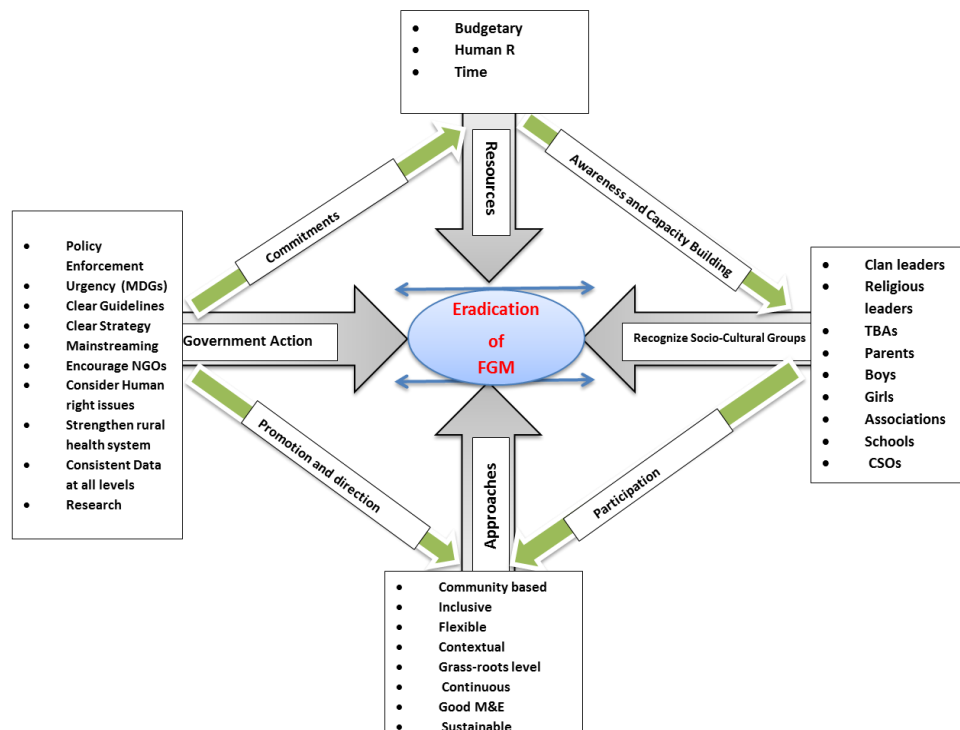 • Budgetary
• Human R
• Time
Resources
Commitments
Awareness and Capacity Building
• Policy
Enforcement
• Urgency (MDGs)
• Clear Guidelines
• Clear Strategy
• Mainstreaming
• Encourage NGOs
• Consider Human
right issues
• Strengthen rural
health system
• Consistent Data
at all levels
• Research
Government Action
Eradication
of
FGM
Recognize Socio-Cultural Groups
• Clan leaders
• Religious
leaders
• TBAs
• Parents
• Boys
• Girls
• Associations
• Schools
• CSOs
Promotion and direction
Approaches
Participation
• Community based
• Inclusive
• Flexible
• Contextual
• Grass-roots level
• Continuous
• Good M&E
• Sustainable